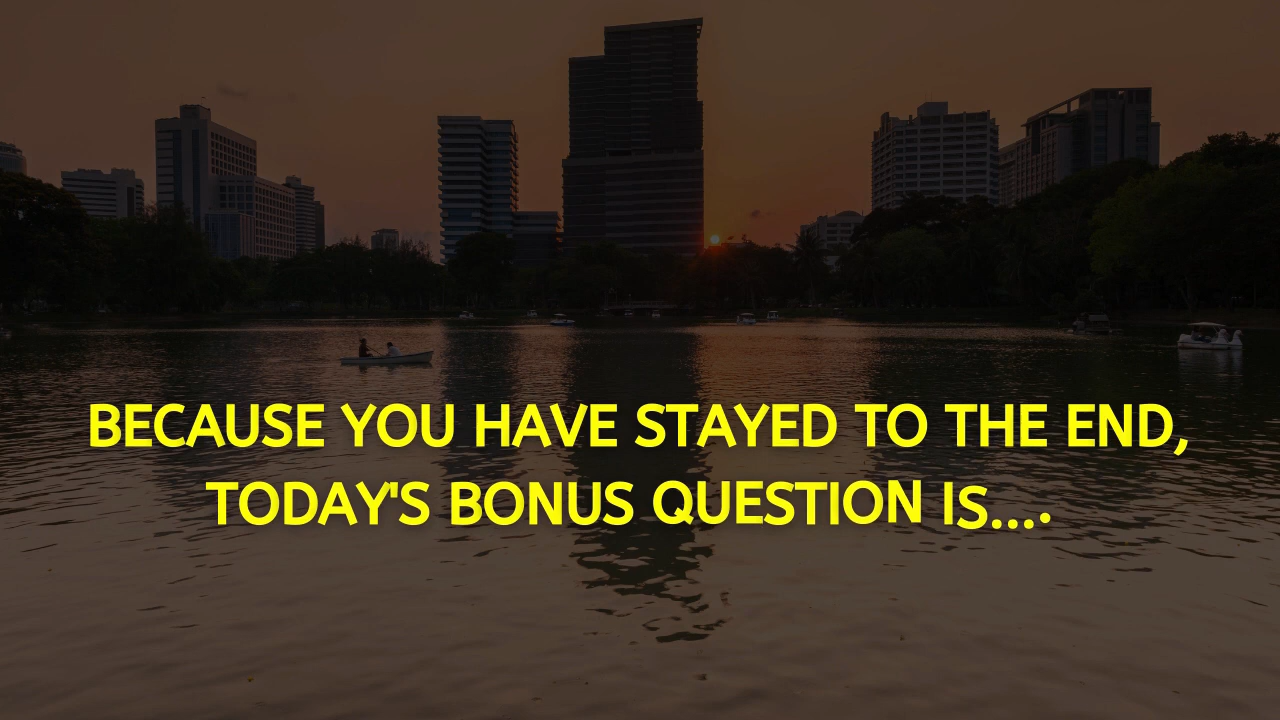 BECAUSE YOU HAVE STAYED TO THE END,
TODAY'S BONUS QUESTION IS....